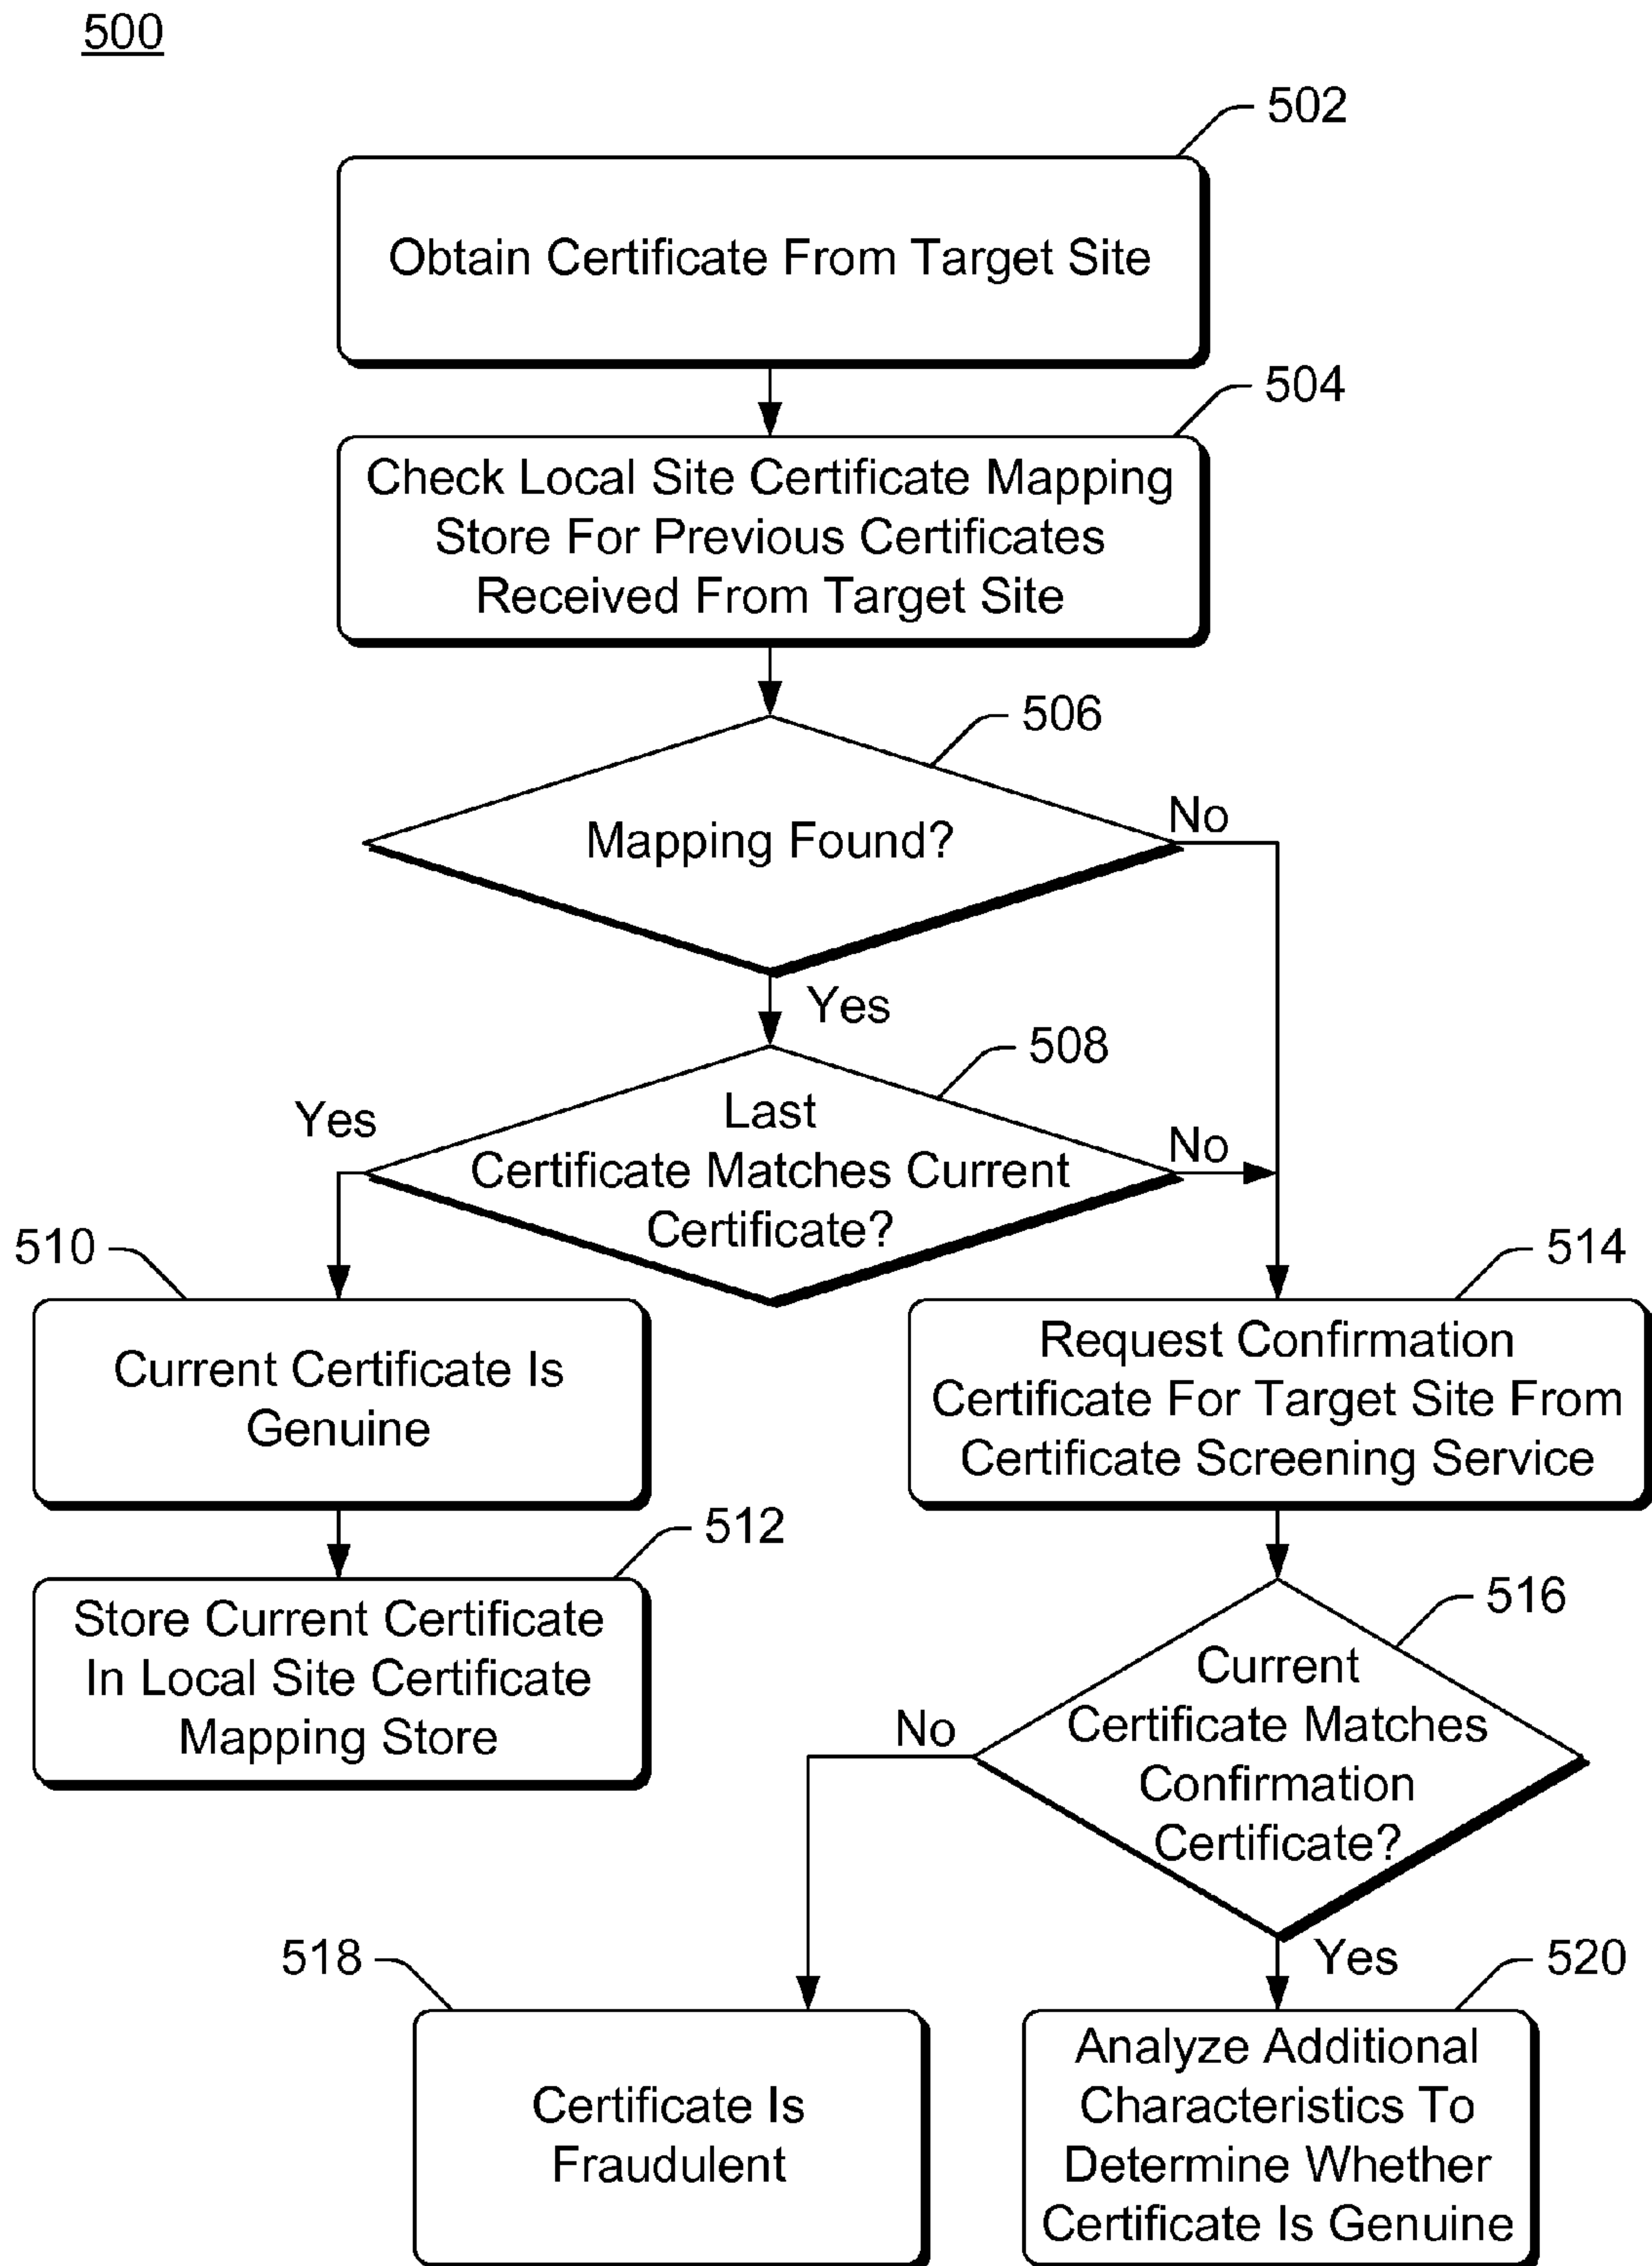 500
502
Obtain Certificate From Target Site
504
Check Local Site Certificate Mapping
Store For Previous Certificates
Received From Target Site
506
No
Mapping Found?
Yes
508
Yes
Last
No
Certificate Matches Current
Certificate?
510
514
Current Certificate Is
Genuine
Request Confirmation
Certificate For Target Site From
Certificate Screening Service
512
Store Current Certificate
In Local Site Certificate
Mapping Store
516
Current
Certificate Matches
Confirmation
Certificate?
No
Yes
518
520
Certificate Is
Fraudulent
Analyze Additional
Characteristics To
Determine Whether
Certificate Is Genuine